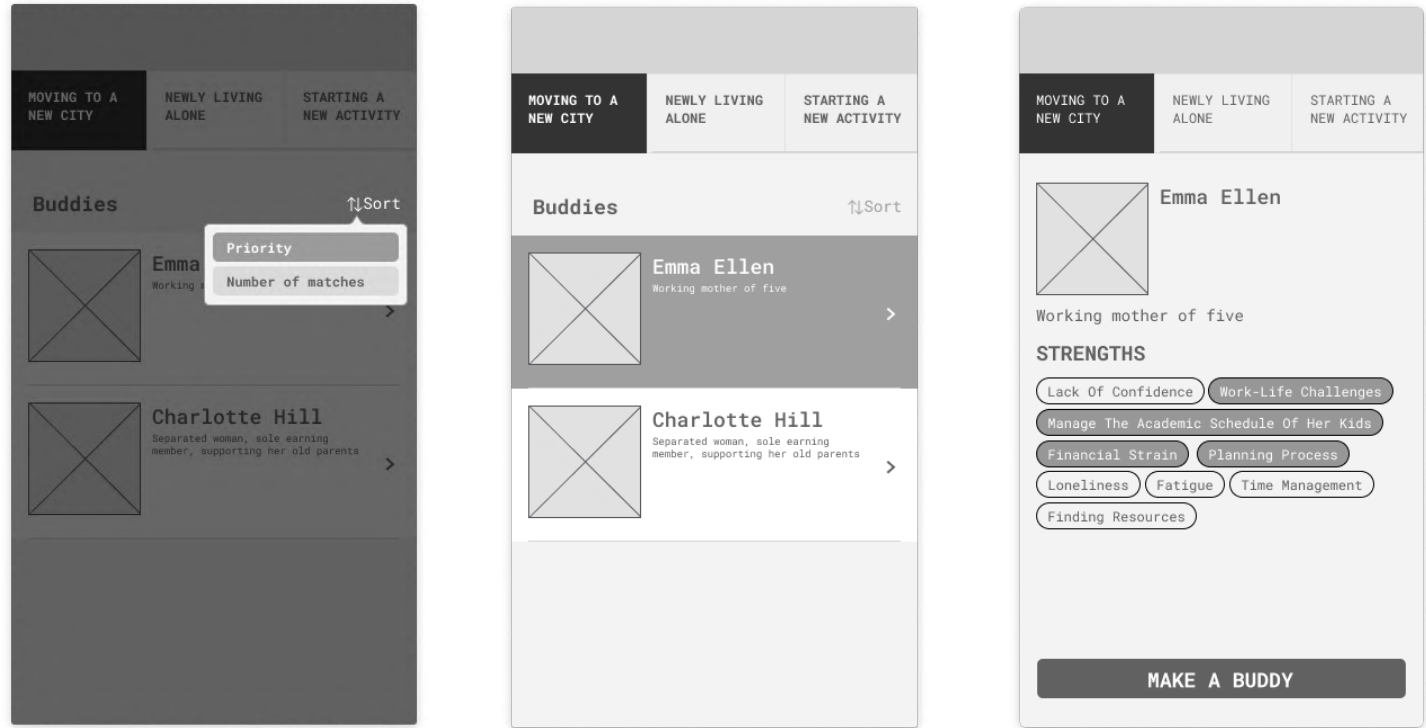 MOVING TO A
NEW CITY
NEWLY LIVING
ALONE
STARTING A
NEW ACTIVITY
Buddies
Sort
Priority
Number of matches
Emma
Working
Charlotte Hill
Separated woman, sole earning
member, supporting her old parents
MOVING TO A
NEW CITY
NEWLY LIVING
ALONE
STARTING A
NEW ACTIVITY
Buddies
Sort
Emma Ellen
Working mother of five
Charlotte Hill
Separated woman, sole earning
member, supporting her old parents
MOVING TO A
NEW CITY
NEWLY LIVING
ALONE
STARTING A
NEW ACTIVITY
Emma Ellen
Working mother of five
STRENGTHS
Lack Of Confidence
Work-Life Challenges
Manage The Academic Schedule Of Her Kids
Financial Strain
Planning Process
Loneliness
Fatigue
Time Management
Finding Resources
MAKE A BUDDY